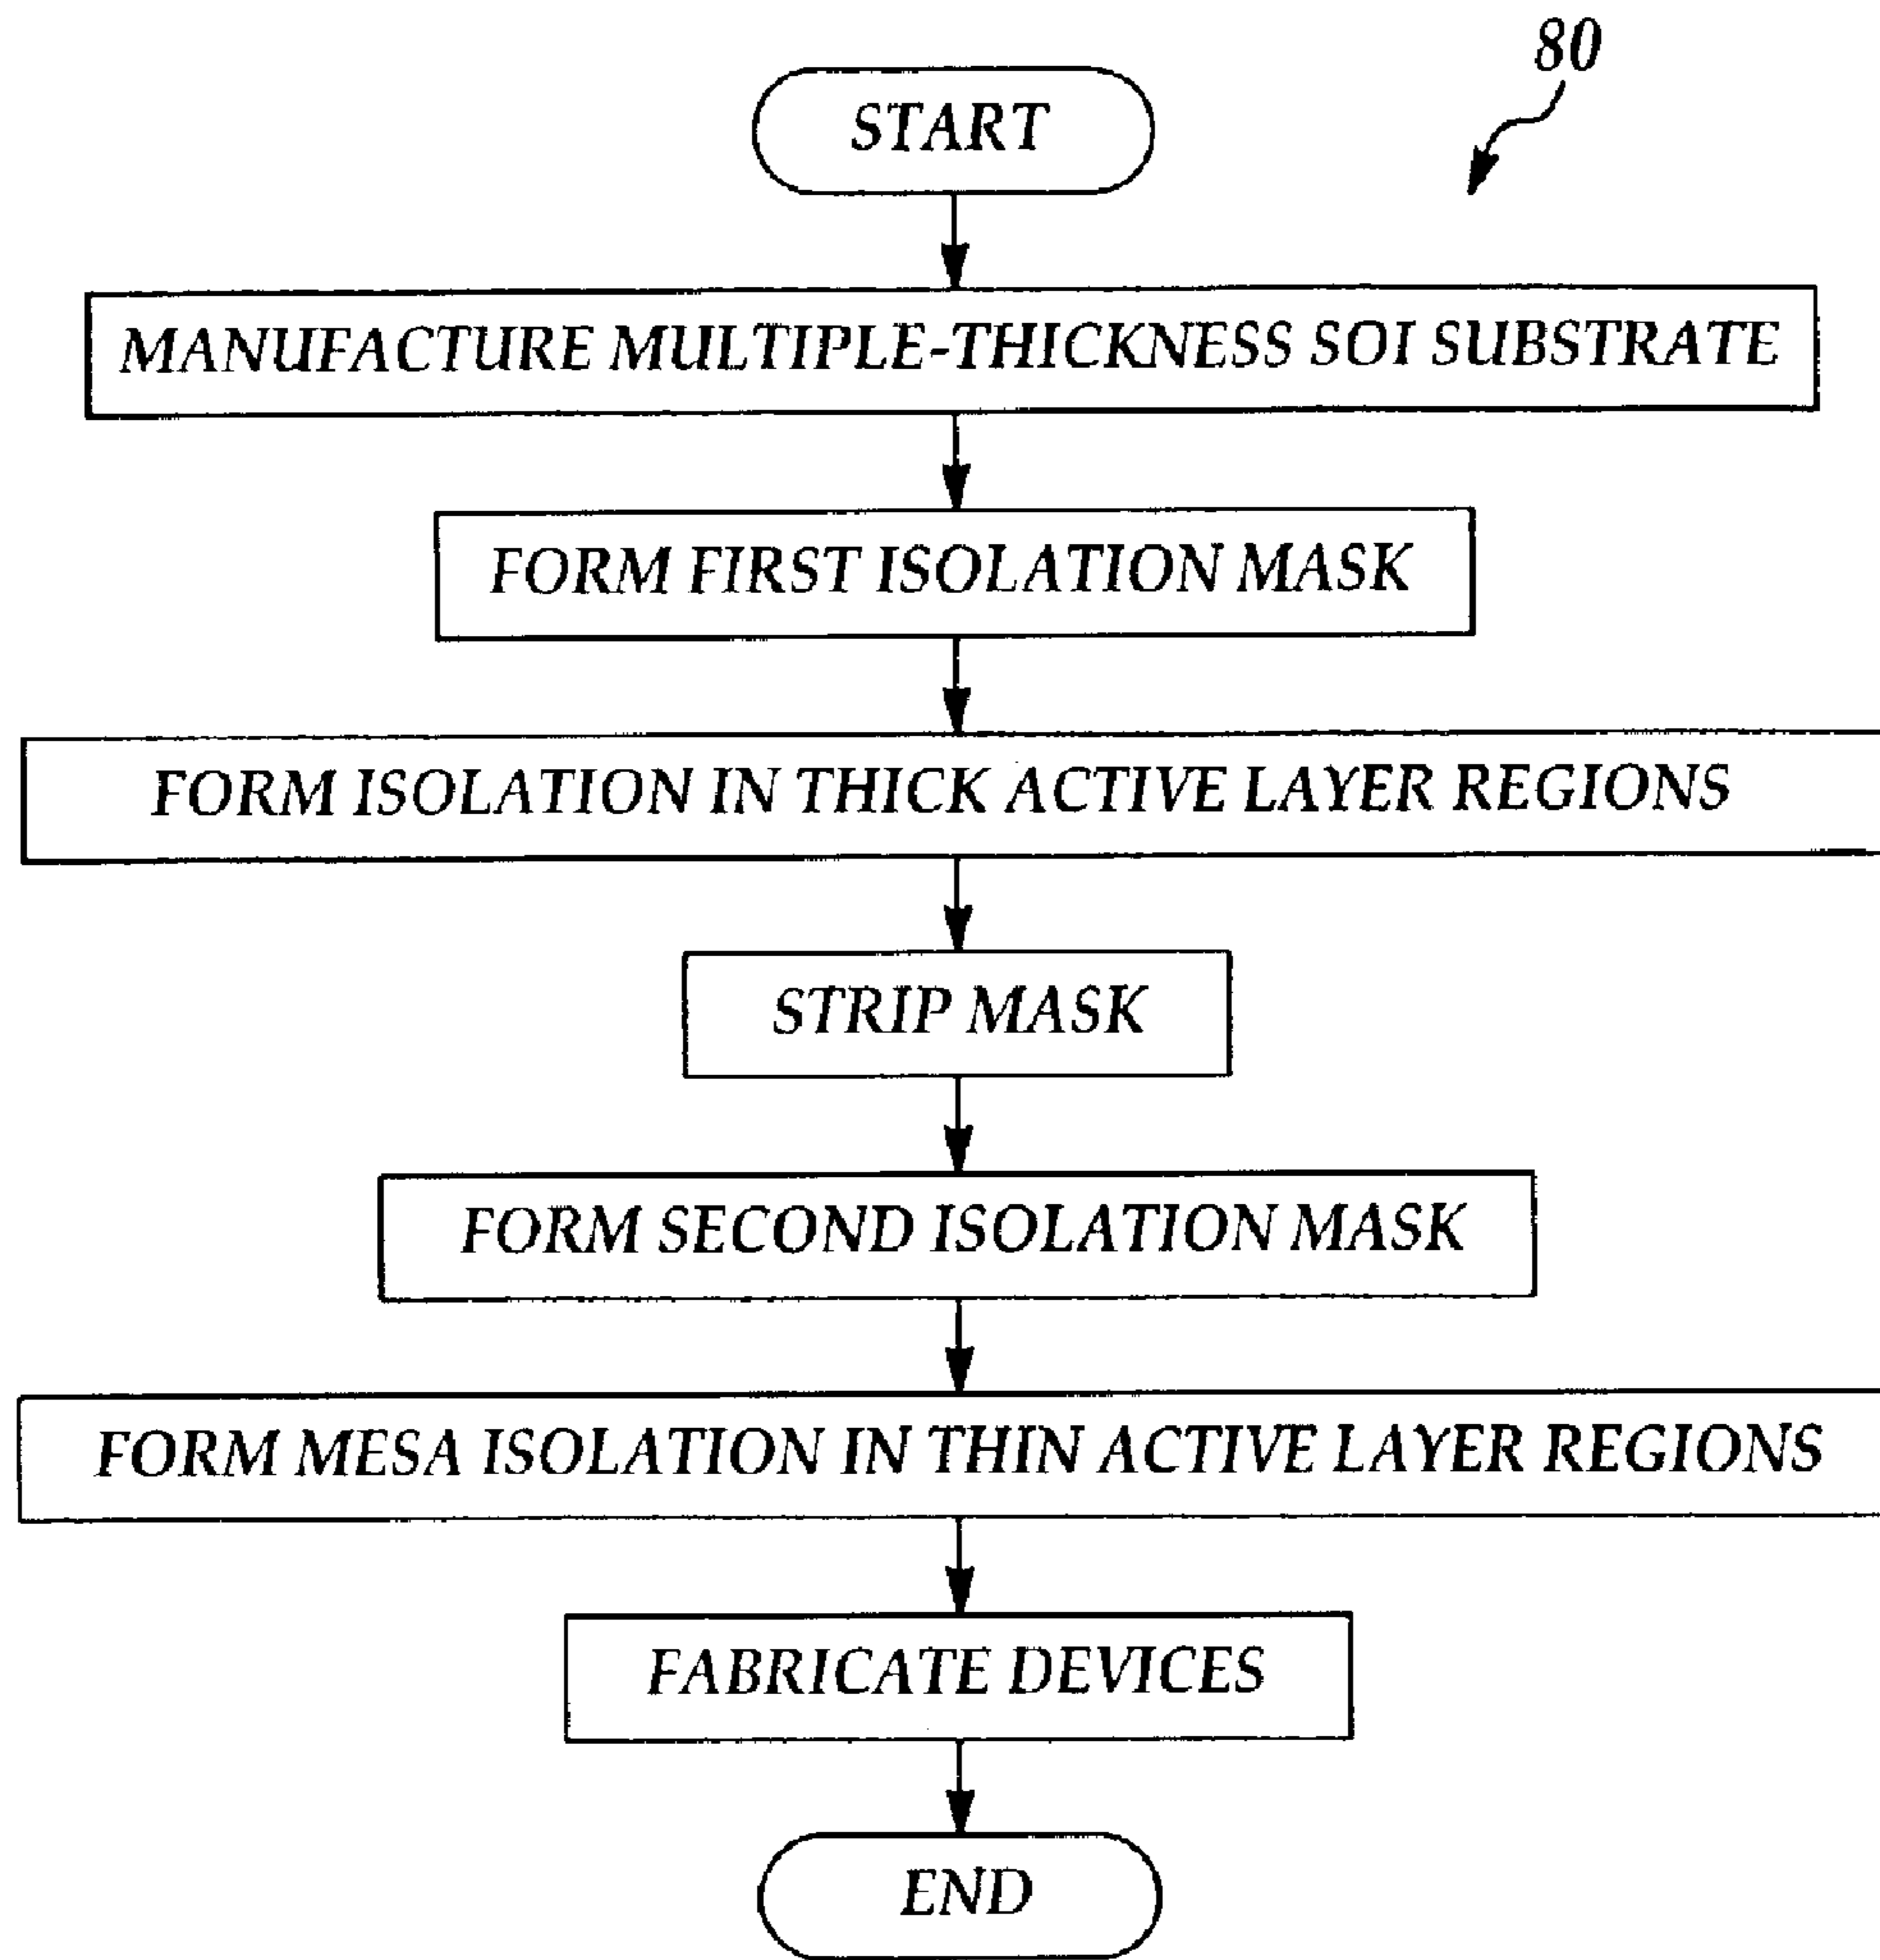 80
START
MANUFACTURE MULTIPLE-THICKNESS SOI SUBSTRATE
FORM FIRST ISOLATION MASK
FORM ISOLATION IN THICK ACTIVE LAYER REGIONS
STRIP MASK
FORM SECOND ISOLATION MASK
FORM MESA ISOLATION IN THIN ACTIVE LAYER REGIONS
FABRICATE DEVICES
END